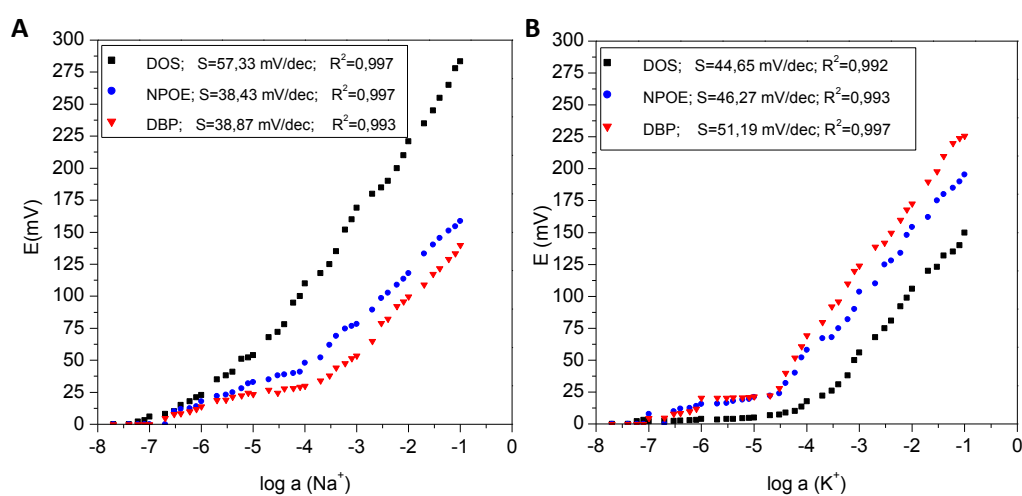 A
300
275
250
225
200
175
150
125
100
75
50
25
0
E(mV)
DOS; S=57,33 mV/dec; R²=0,997
NPOE; S=38,43 mV/dec; R²=0,997
DBP; S=38,87 mV/dec; R²=0,993
-8 -7 -6 -5 -4 -3 -2 -1 0
log a (Na⁺)
B
300
275
250
225
200
175
150
125
100
75
50
25
0
E (mV)
DOS; S=44,65 mV/dec; R²=0,992
NPOE; S=46,27 mV/dec; R²=0,993
DBP; S=51,19 mV/dec; R²=0,997
-8 -7 -6 -5 -4 -3 -2 -1 0
log a (K⁺)